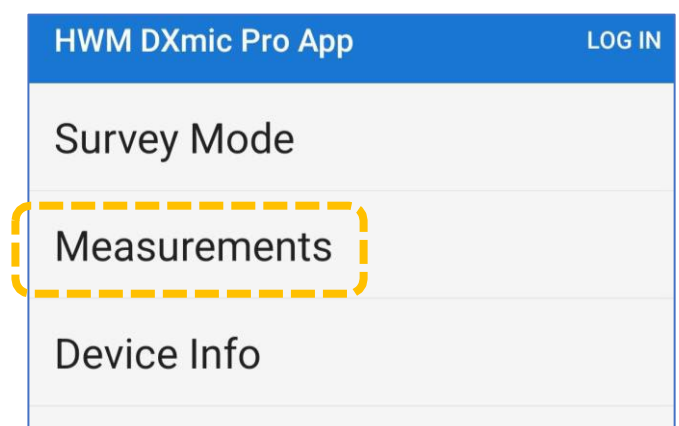 HWM DXmic Pro App LOG IN
Survey Mode
Measurements
Device Info